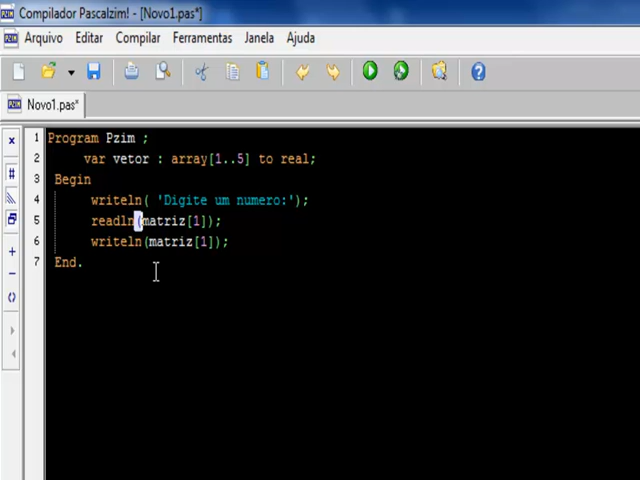 Compilador Pascalzim! - [Novo1.pas*]
Arquivo Editar Compilar Ferramentas Ajuda
Novo1.pas*
1 Program Pzim ;
2 var vetor : array[1..5] to real;
3 Begin
4 writeln( 'Digite um numero:');
5 readln(matriz[1]);
6 writeln(matriz[1]);
7 End.